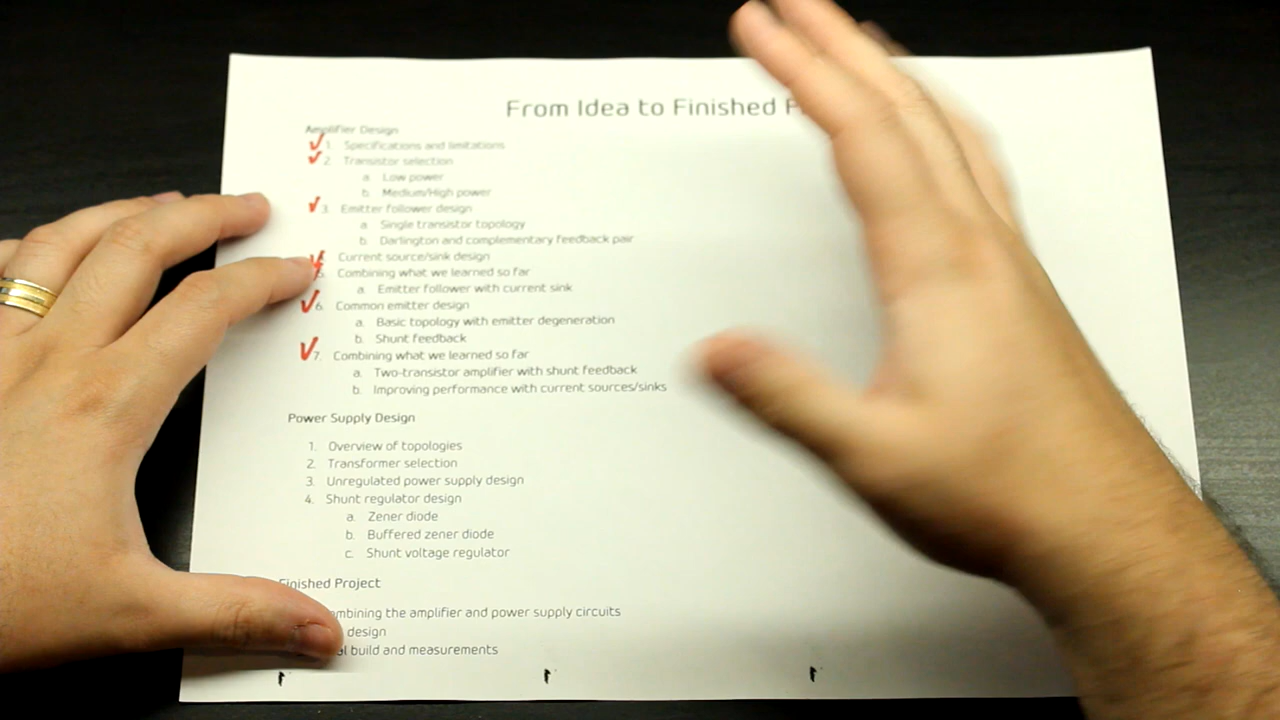 From Idea to Finished
Amplifier Design
1. Specifications and limitations
2. Transistor selection
a. Low power
b. Medium/High power
3. Emitter follower design
a. Single transistor topology
b. Darlington and complementary feedback pair
Current source/sink design
5. Combining what we learned so far
a. Emitter follower with current sink
6. Common emitter design
a. Basic topology with emitter degeneration
b. Shunt feedback
7. Combining what we learned so far
a. Two-transistor amplifier with shunt feedback
b. Improving performance with current sources/sinks
Power Supply Design
1. Overview of topologies
2. Transformer selection
3. Unregulated power supply design
4. Shunt regulator design
a. Zener diode
b. Buffered zener diode
c. Shunt voltage regulator
Finished Project
mbining the amplifier and power supply circuits
design
al build and measurements